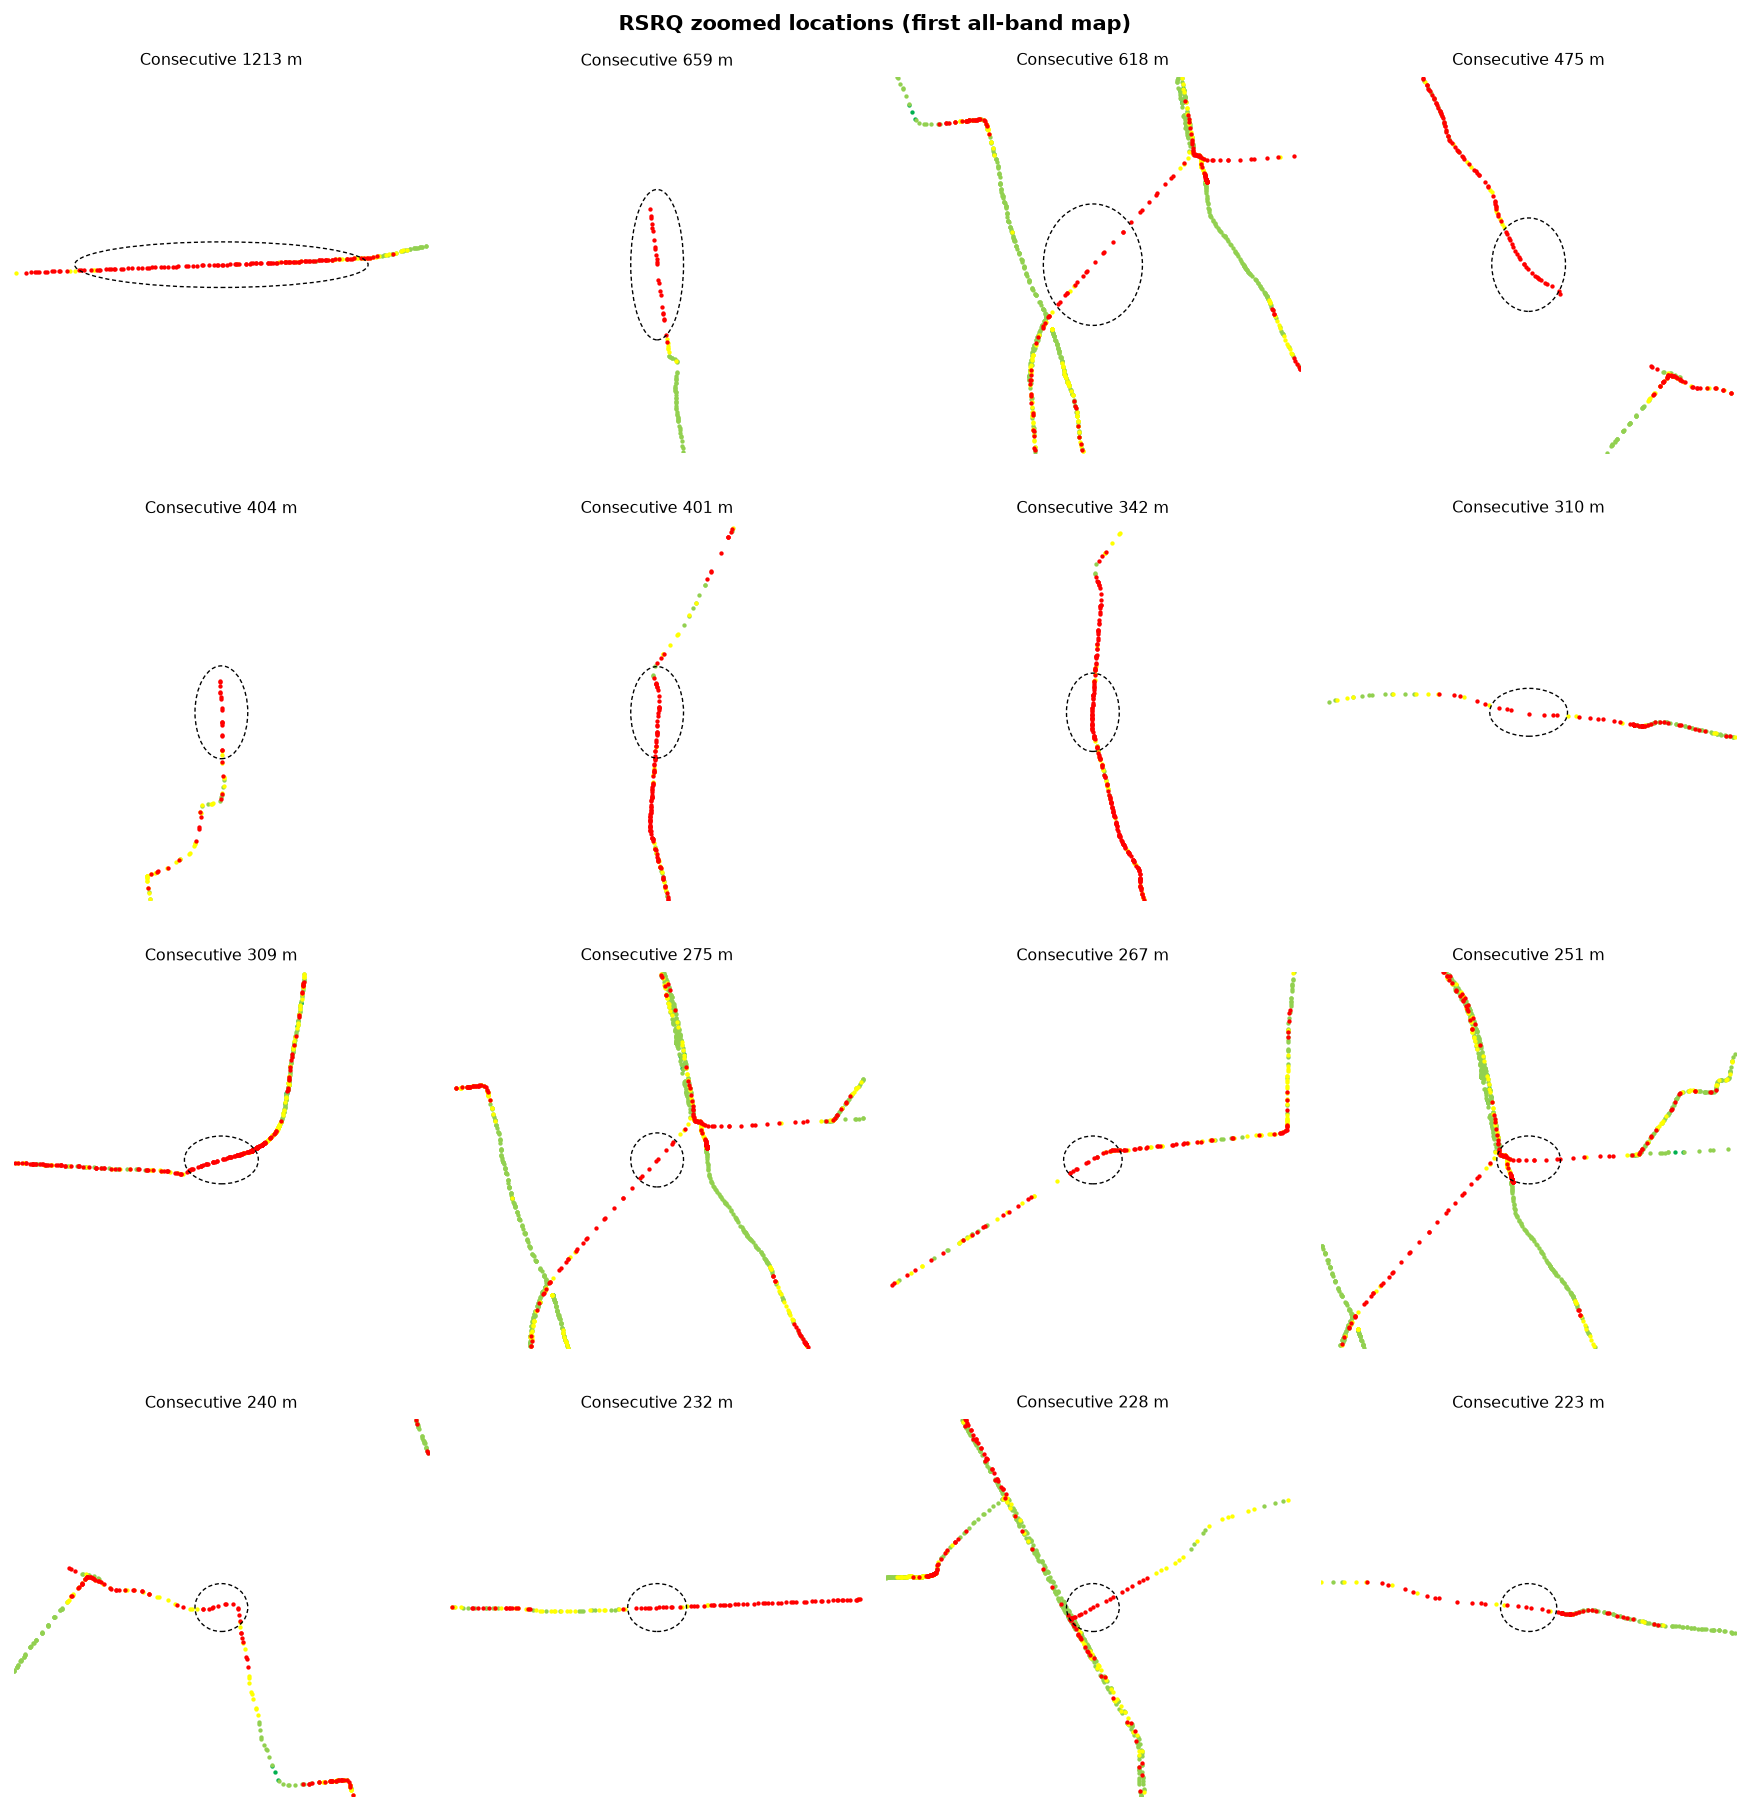 RSRQ zoomed locations (first all-band map)
Consecutive 1213 m
Consecutive 659 m
Consecutive 618 m
Consecutive 475 m
Consecutive 404 m
Consecutive 401 m
Consecutive 342 m
Consecutive 310 m
Consecutive 309 m
Consecutive 275 m
Consecutive 267 m
Consecutive 251 m
Consecutive 240 m
Consecutive 232 m
Consecutive 228 m
Consecutive 223 m